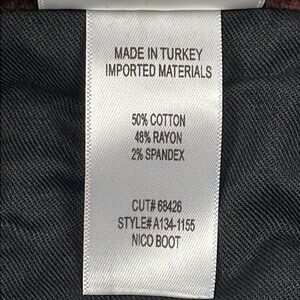 MADE IN TURKEY
IMPORTED MATERIALS
50% COTTON
48% RAYON
2% SPANDEX
CUT# 68426
STYLE# A134-1155
NICO BOOT